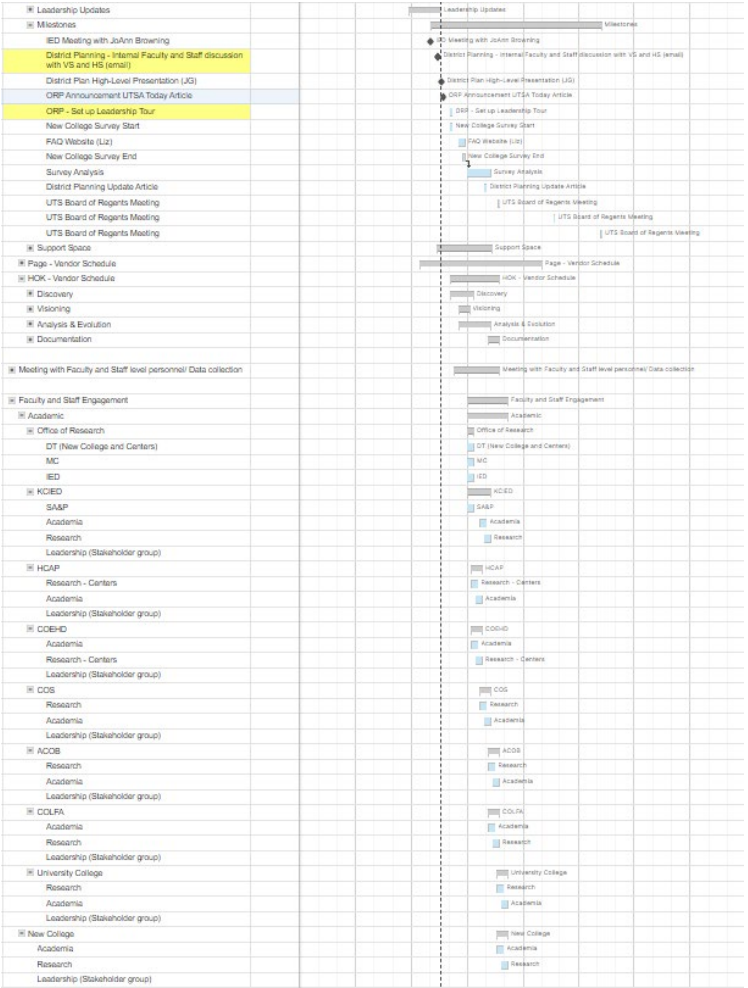 Leadership Updates Leadership Updates
Milestones Milestones
IED Meeting with JoAnn Browning IED Meeting with JoAnn Browning
District Planning - Internal Faculty and Staff discussion District Planning - Internal Faculty and Staff discussion with VS and HS (email)
with VS and HS (email)
District Plan High-Level Presentation (JG) District Plan High-Level Presentation (JG)
ORP Announcement UTSA Today Article ORP Announcement UTSA Today Article
ORP - Set up Leadership Tour ORP - Set up Leadership Tour
New College Survey Start New College Survey Start
FAQ Website (Liz) FAQ Website (Liz)
New College Survey End New College Survey End
Survey Analysis Survey Analysis
District Planning Update Article District Planning Update Article
UTS Board of Regents Meeting UTS Board of Regents Meeting
UTS Board of Regents Meeting UTS Board of Regents Meeting
UTS Board of Regents Meeting UTS Board of Regents Meeting
Support Space Support Space
Page - Vendor Schedule Page - Vendor Schedule
HOK - Vendor Schedule HOK - Vendor Schedule
Discovery Discovery
Visioning Visioning
Analysis & Evolution Analysis & Evolution
Documentation Documentation
Meeting with Faculty and Staff level personnel/ Data collection Meeting with Faculty and Staff level personnel/ Data collection
Faculty and Staff Engagement Faculty and Staff Engagement
Academic Academic
Office of Research Office of Research
DT (New College and Centers) DT (New College and Centers)
MC MC
IED IED
KCIED KCIED
SA&P SA&P
Academia Academia
Research Research
Leadership (Stakeholder group)
HCAP HCAP
Research - Centers Research - Centers
Academia Academia
Leadership (Stakeholder group)
COEHD COEHD
Academia Academia
Research - Centers Research - Centers
Leadership (Stakeholder group)
COS COS
Research Research
Academia Academia
Leadership (Stakeholder group)
ACOB ACOB
Research Research
Academia Academia
Leadership (Stakeholder group)
COLFA COLFA
Academia Academia
Research Research
Leadership (Stakeholder group)
University College University College
Research Research
Academia Academia
Leadership (Stakeholder group)
New College New College
Academia Academia
Research Research
Leadership (Stakeholder group)